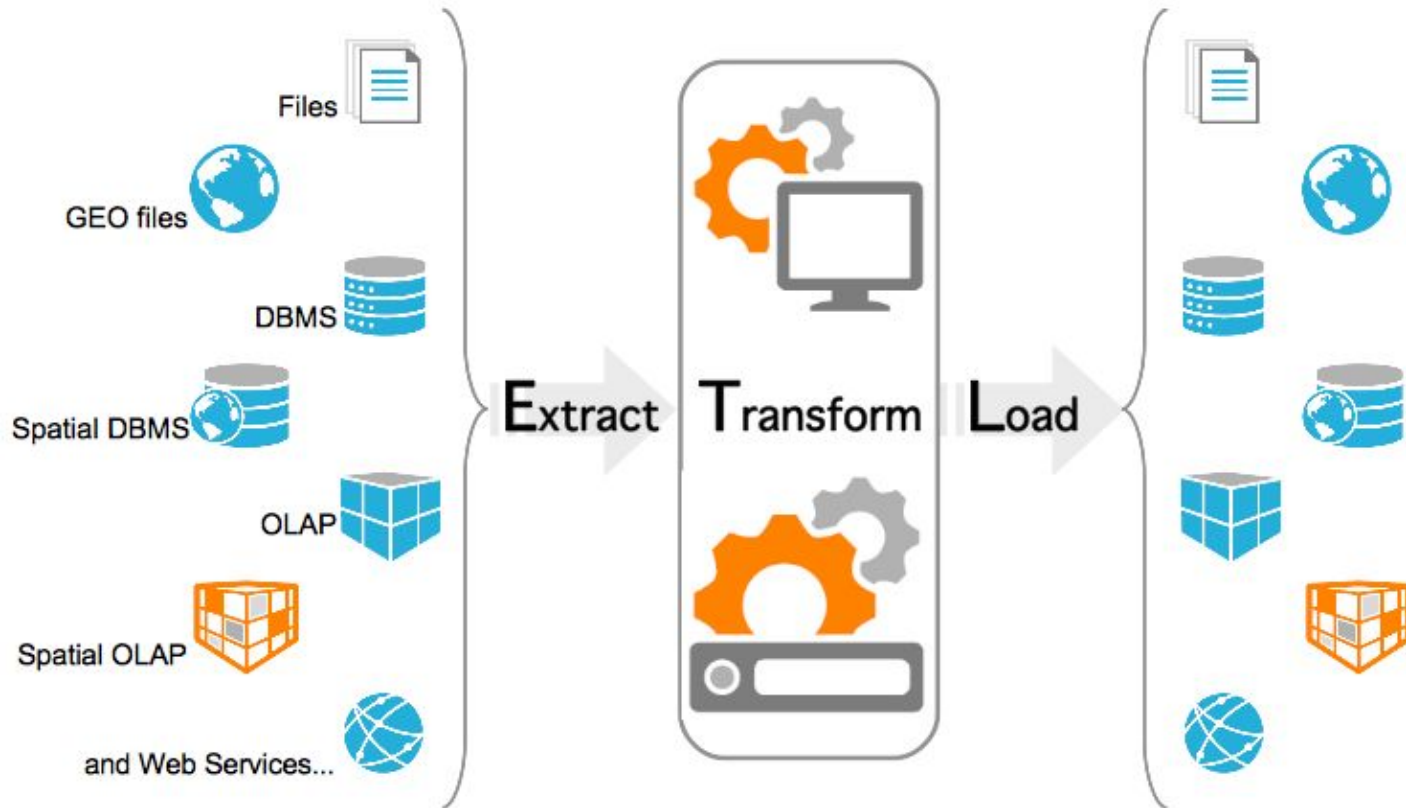 Files
GEO files
DBMS
Spatial DBMS
Extract Transform Load
OLAP
Spatial OLAP
and Web Services...